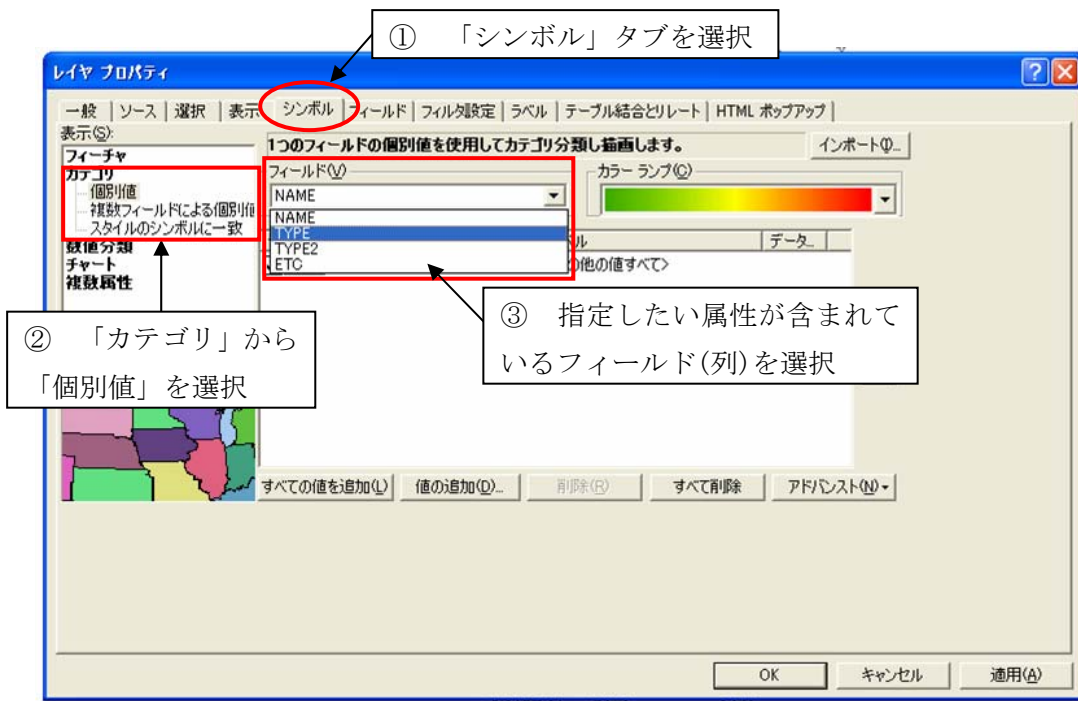 ① 「シンボル」タブを選択
レイヤ プロパティ
一般 ソース 選択 表示 シンボル フィールド フィルタ設定 ラベル テーブル結合とリレート HTML ポップアップ
表示(S):
フィーチャ
カテゴリ
個別値
複数フィールドによる個別値
スタイルのシンボルに一致
数値分類
チャート
複数属性
1つのフィールドの個別値を使用してカテゴリ分類し描画します。
インポート(I)...
フィールド(V)
カラー ランプ(C)
NAME
NAME
TYPE
TYPE2
ETC
ル データ...
の他の値すべて>
② 「カテゴリ」から
「個別値」を選択
③ 指定したい属性が含まれて
いるフィールド(列)を選択
すべての値を追加(L) 値の追加(D)... 削除(R) すべて削除 アドバンスト(N)
OK キャンセル 適用(A)